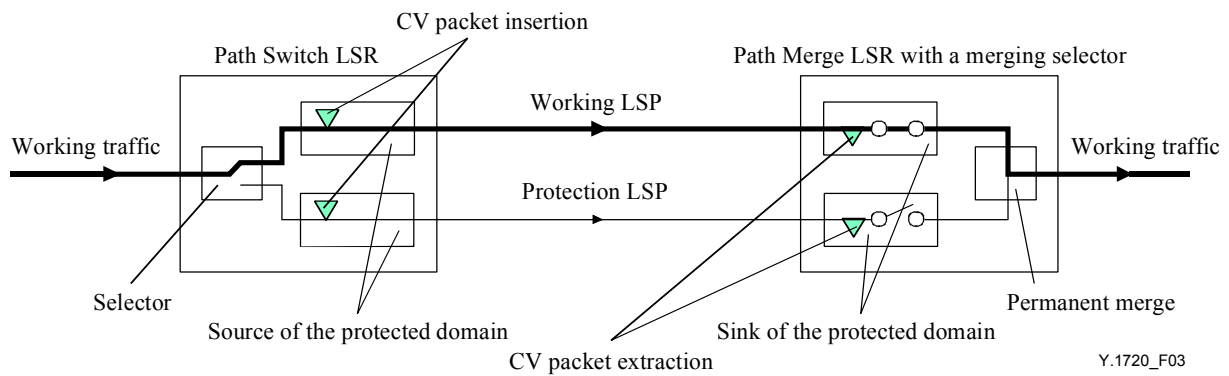 CV packet insertion
Path Switch LSR
Path Merge LSR with a merging selector
Working LSP
Working traffic
Working traffic
Protection LSP
Selector
Permanent merge
Source of the protected domain
Sink of the protected domain
CV packet extraction
Y.1720_F03